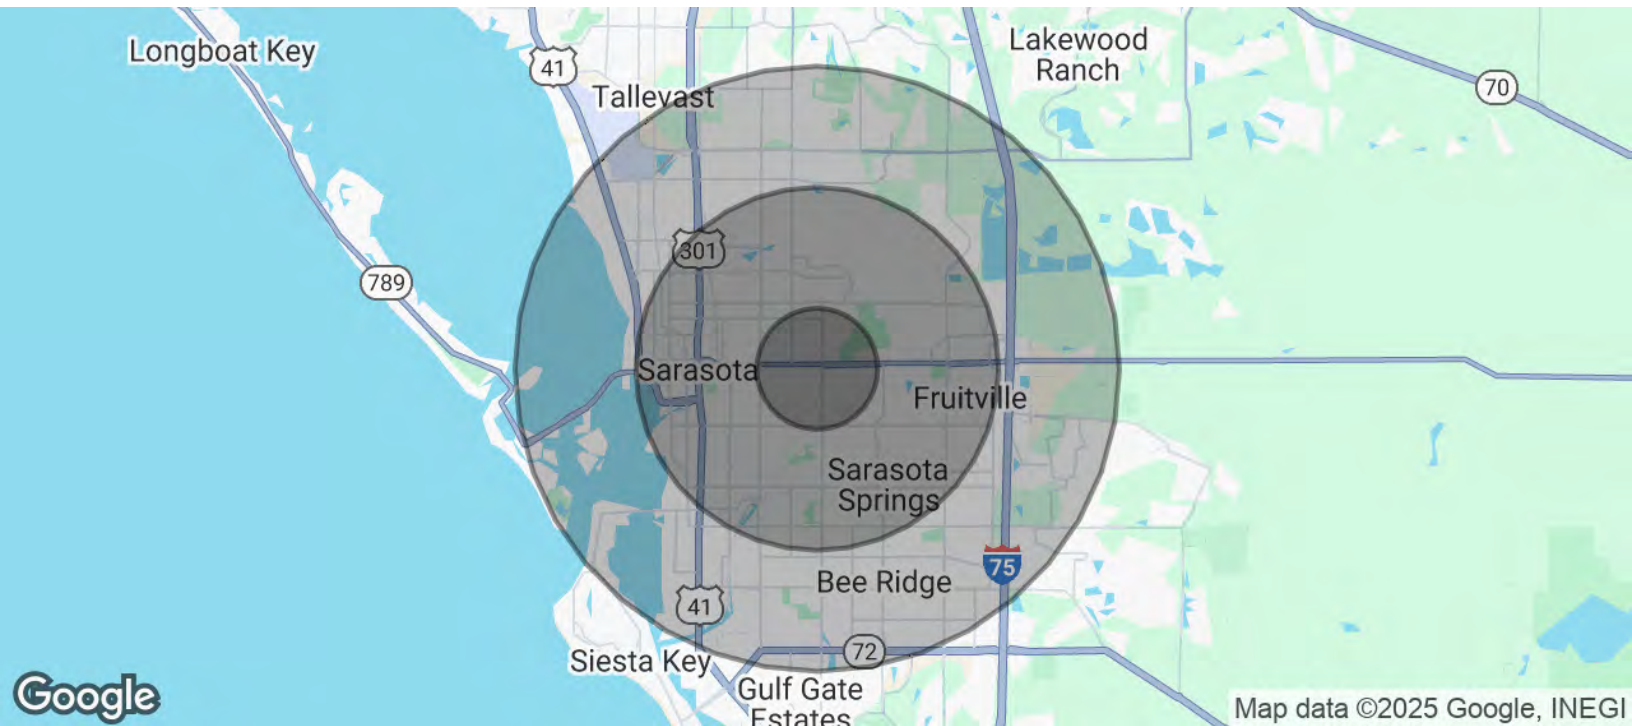 Longboat Key
Lakewood
Ranch
41
70
Tallevast
301
789
Sarasota
Fruitville
Sarasota
Springs
75
Bee Ridge
41
72
Siesta Key
Gulf Gate
Estates
Google
Map data ©2025 Google, INEGI